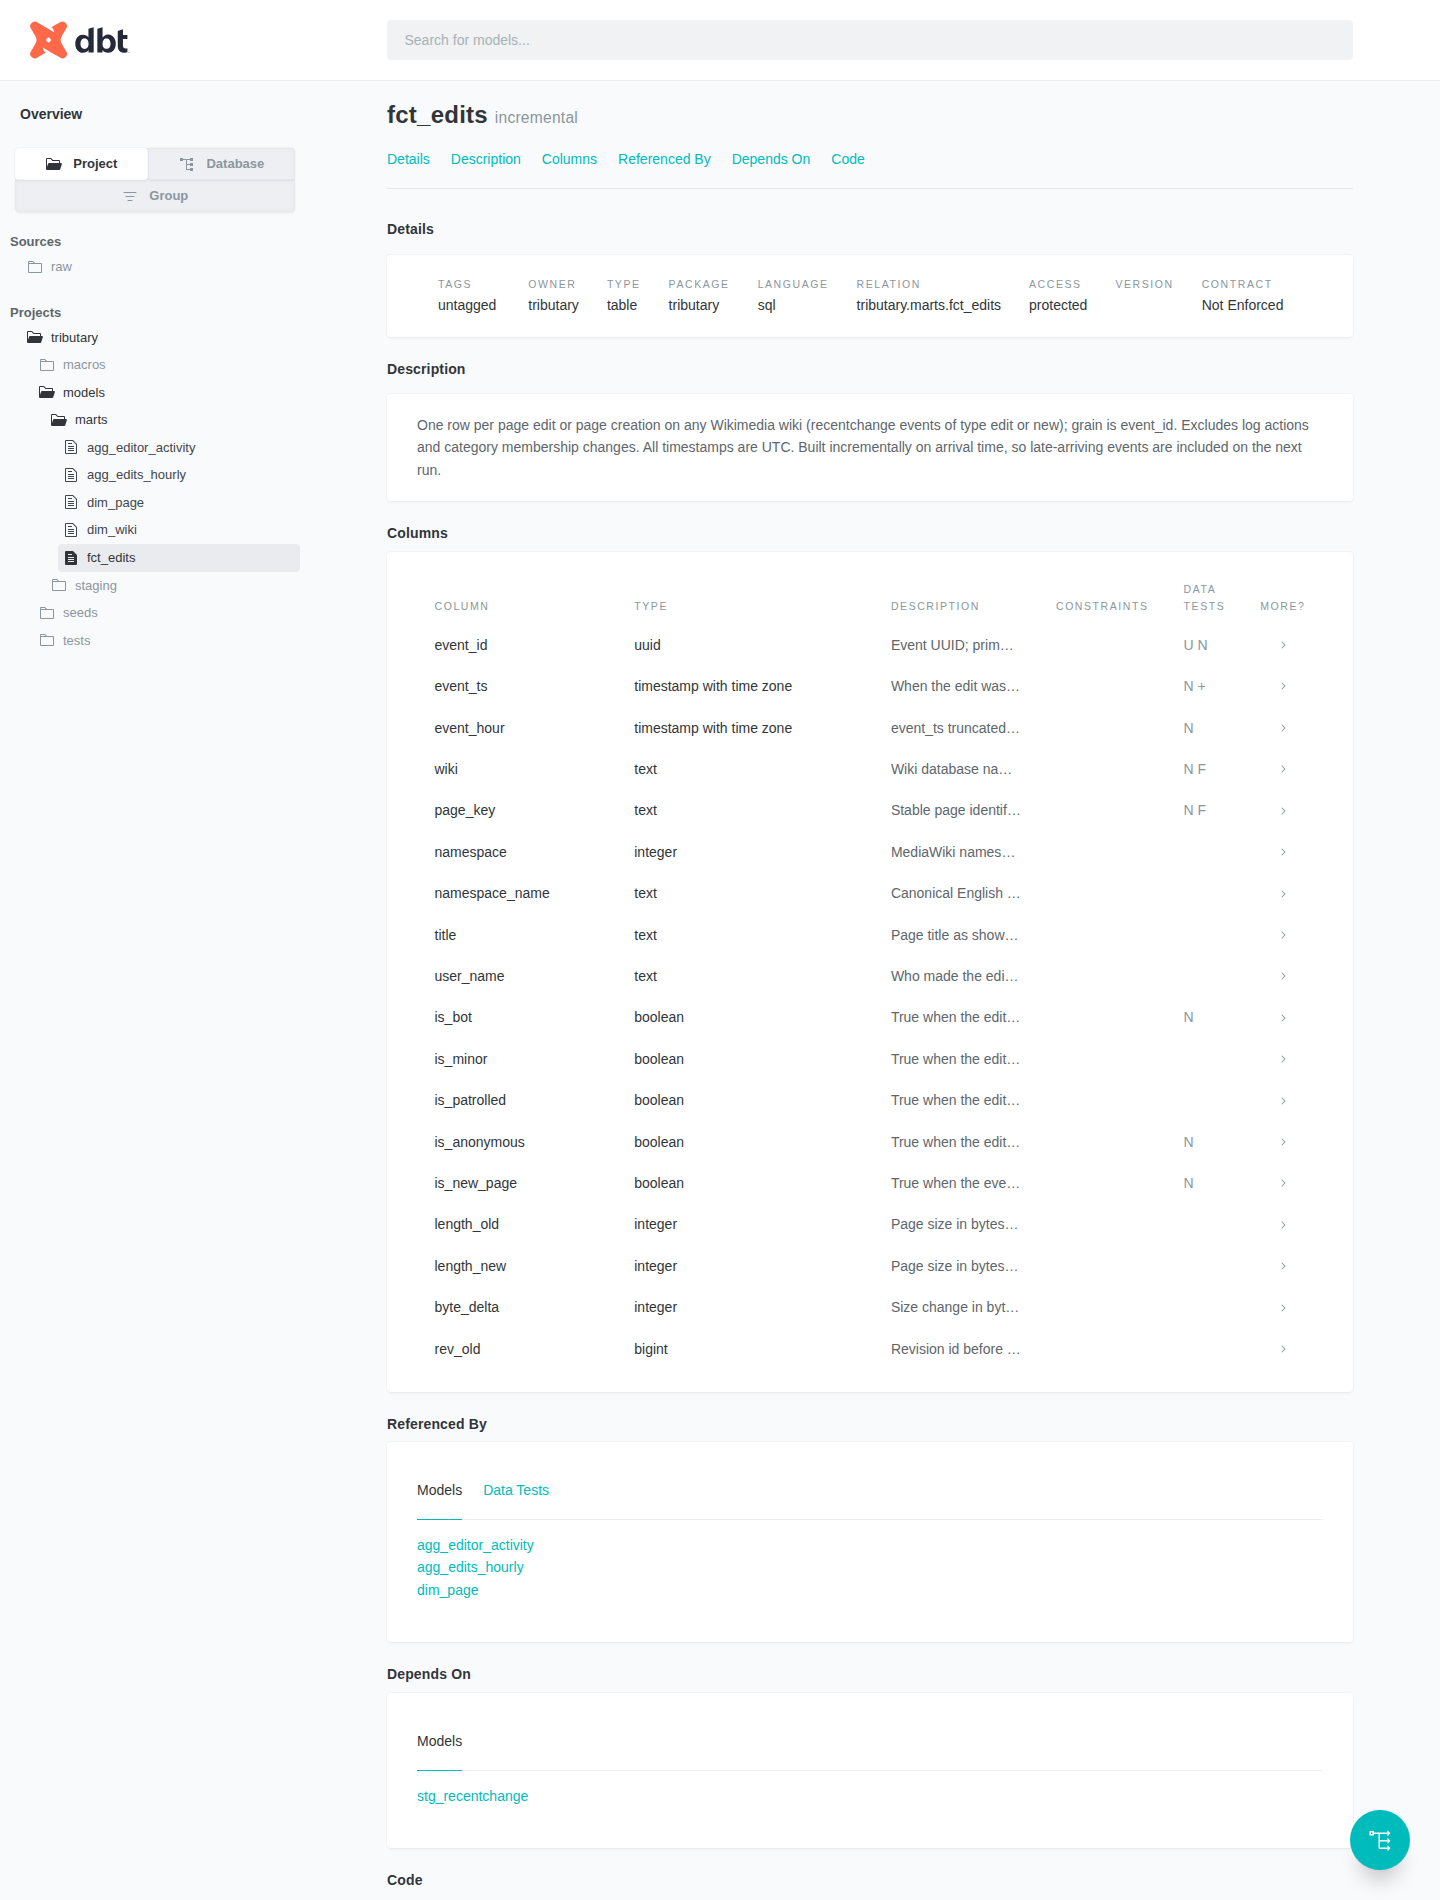 dbt
Search for models...
Overview
Project
Database
Group
Sources
raw
Projects
tributary
macros
models
marts
agg_editor_activity
agg_edits_hourly
dim_page
dim_wiki
fct_edits
staging
seeds
tests
fct_edits incremental
Details Description Columns Referenced By Depends On Code
Details
TAGS OWNER TYPE PACKAGE LANGUAGE RELATION ACCESS VERSION CONTRACT
untagged tributary table tributary sql tributary.marts.fct_edits protected Not Enforced
Description
One row per page edit or page creation on any Wikimedia wiki (recentchange events of type edit or new); grain is event_id. Excludes log actions
and category membership changes. All timestamps are UTC. Built incrementally on arrival time, so late-arriving events are included on the next
run.
Columns
COLUMN TYPE DESCRIPTION CONSTRAINTS DATA TESTS MORE?
event_id uuid Event UUID; prim… U N
event_ts timestamp with time zone When the edit was… N +
event_hour timestamp with time zone event_ts truncated… N
wiki text Wiki database na… N F
page_key text Stable page identif… N F
namespace integer MediaWiki names…
namespace_name text Canonical English …
title text Page title as show…
user_name text Who made the edi…
is_bot boolean True when the edit… N
is_minor boolean True when the edit…
is_patrolled boolean True when the edit…
is_anonymous boolean True when the edit… N
is_new_page boolean True when the eve… N
length_old integer Page size in bytes…
length_new integer Page size in bytes…
byte_delta integer Size change in byt…
rev_old bigint Revision id before …
Referenced By
Models Data Tests
agg_editor_activity
agg_edits_hourly
dim_page
Depends On
Models
stg_recentchange
Code